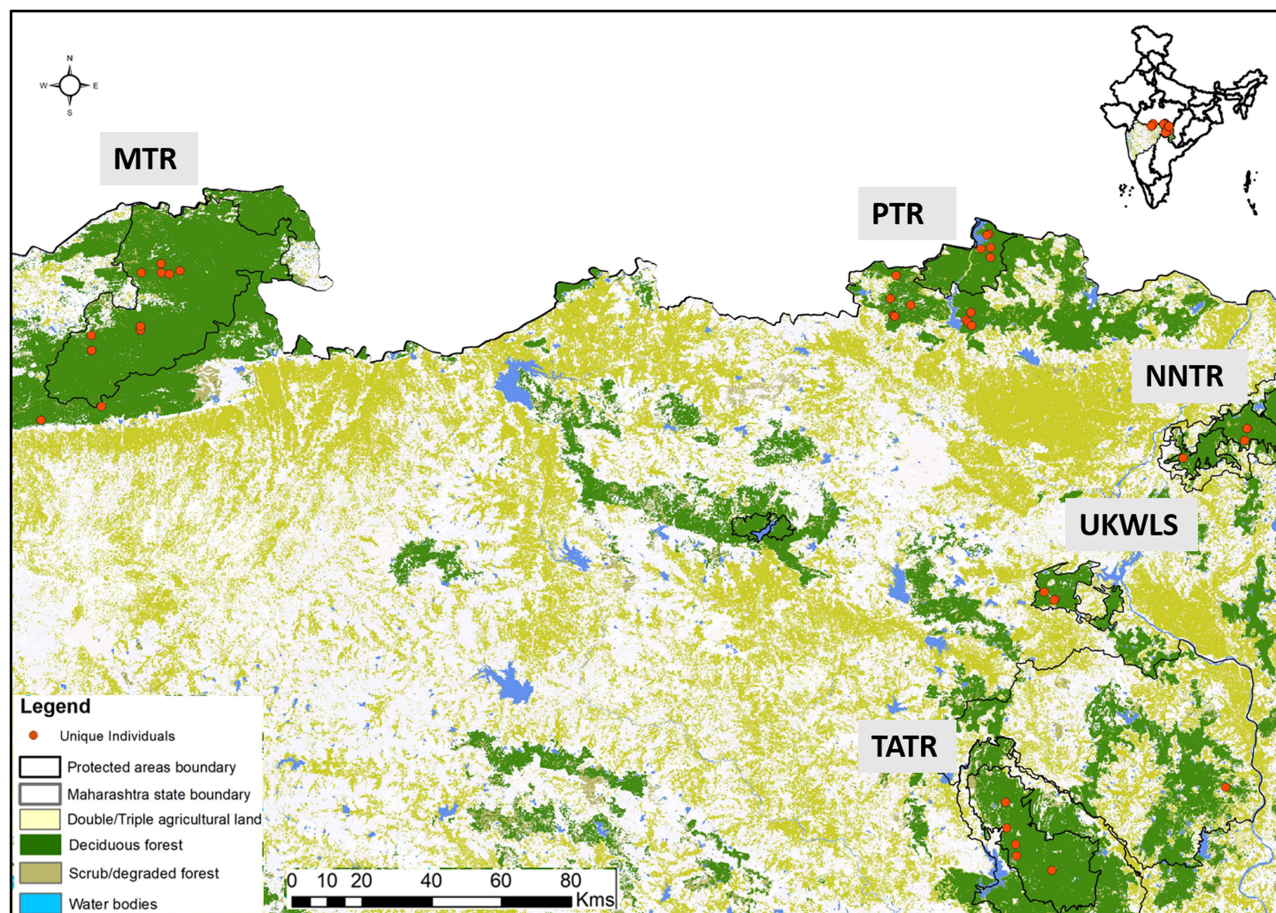 N
W E
S
MTR
PTR
NNTR
UKWLS
TATR
Legend
Unique Individuals
Protected areas boundary
Maharashtra state boundary
Double/Triple agricultural land
Deciduous forest
Scrub/degraded forest
Water bodies
0 10 20 40 60 80
Kms